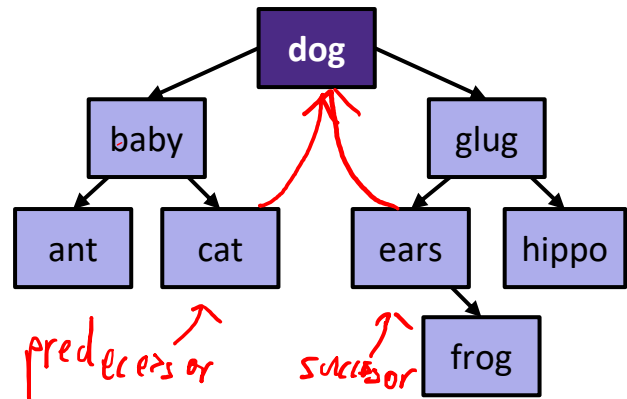 dog
baby
glug
ant
cat
ears
hippo
predecessor
successor
frog